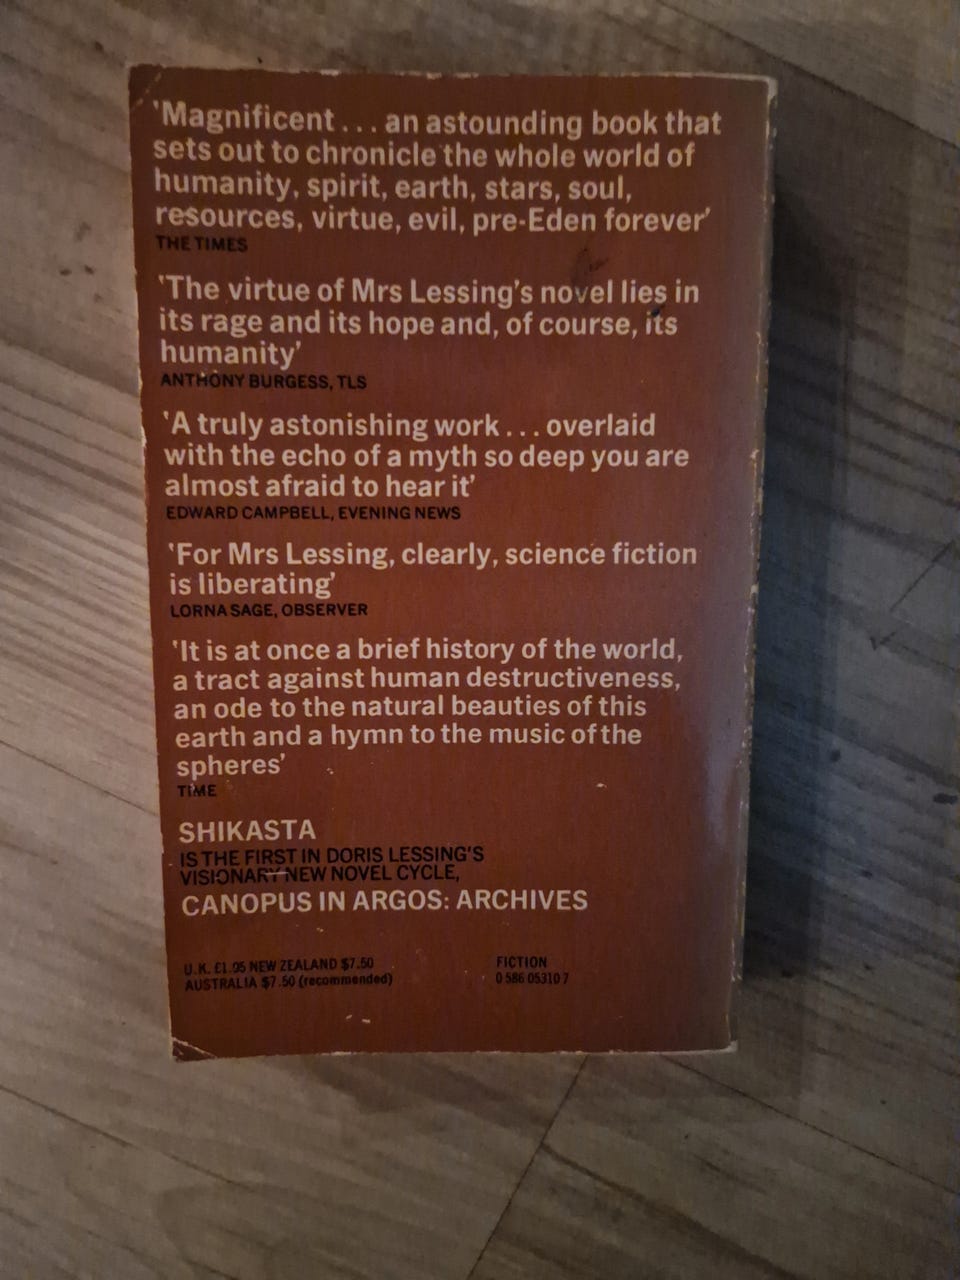 'Magnificent ... an astounding book that
sets out to chronicle the whole world of
humanity, spirit, earth, stars, soul,
resources, virtue, evil, pre-Eden forever'
THE TIMES
'The virtue of Mrs Lessing's novel lies in
its rage and its hope and, of course, its
humanity'
ANTHONY BURGESS, TLS
'A truly astonishing work ... overlaid
with the echo of a myth so deep you are
almost afraid to hear it'
EDWARD CAMPBELL, EVENING NEWS
'For Mrs Lessing, clearly, science fiction
is liberating'
LORNA SAGE, OBSERVER
'It is at once a brief history of the world,
a tract against human destructiveness,
an ode to the natural beauties of this
earth and a hymn to the music of the
spheres'
TIME
SHIKASTA
IS THE FIRST IN DORIS LESSING'S
VISIONARY NEW NOVEL CYCLE,
CANOPUS IN ARGOS: ARCHIVES
U.K. £1.95 NEW ZEALAND $7.50 FICTION
AUSTRALIA $7.50 (recommended) 0 586 05310 7